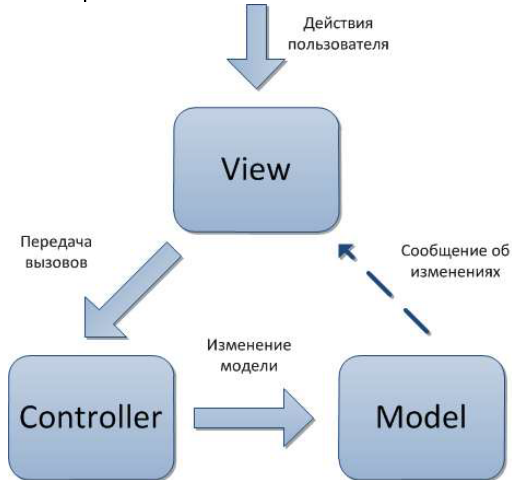 Действия
пользователя
View
Передача
вызовов
Сообщение об
изменениях
Изменение
модели
Controller
Model